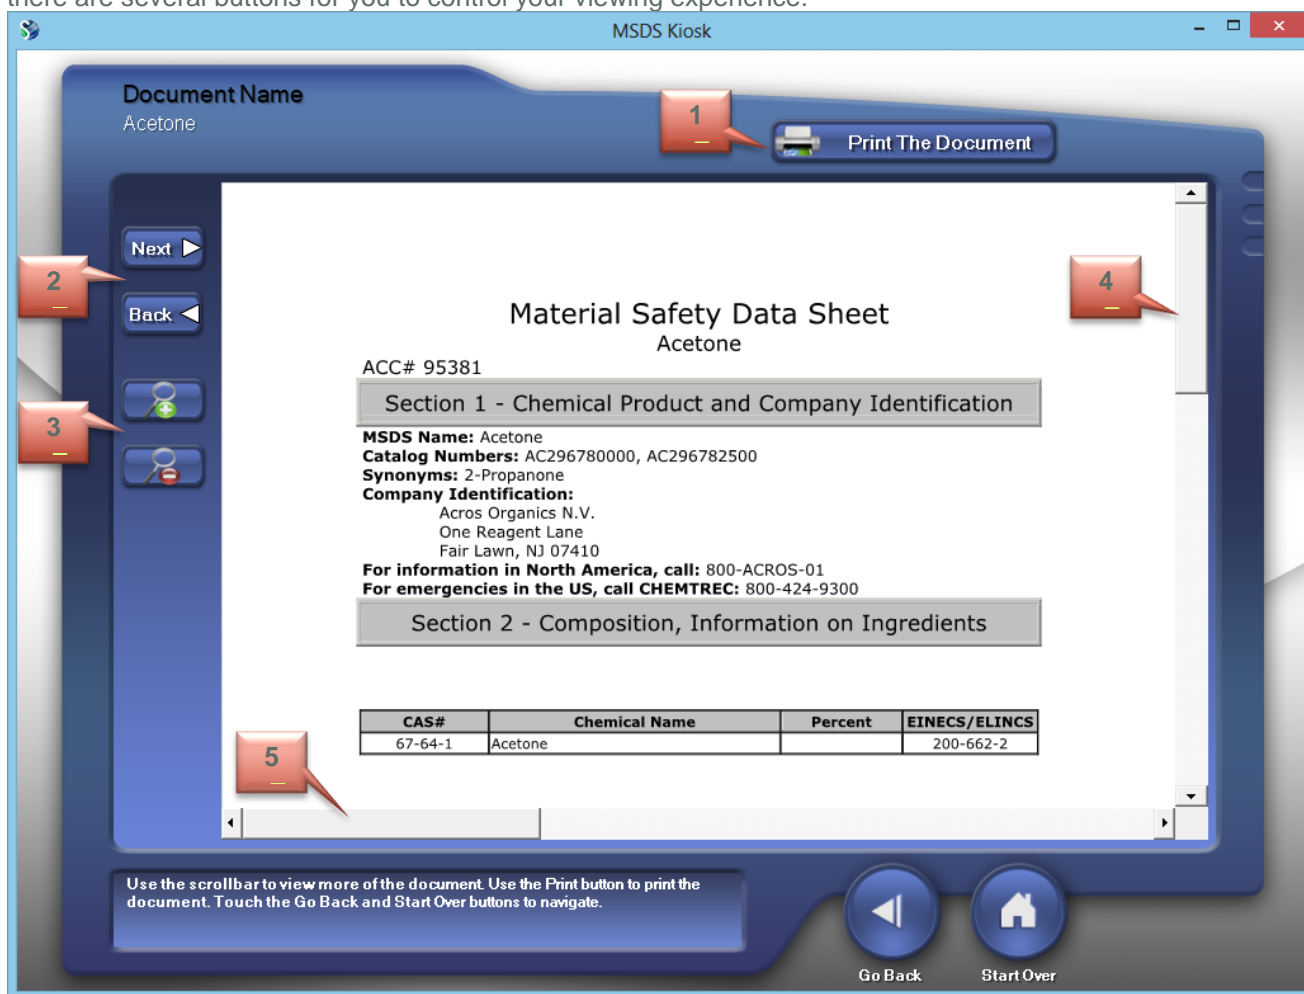 there are several buttons for you to control your viewing experience.
MSDS Kiosk
Document Name
Acetone
1
Print The Document
Next
2
Back
4
3
Material Safety Data Sheet
Acetone
ACC# 95381
Section 1 - Chemical Product and Company Identification
MSDS Name: Acetone
Catalog Numbers: AC296780000, AC296782500
Synonyms: 2-Propanone
Company Identification:
Acros Organics N.V.
One Reagent Lane
Fair Lawn, NJ 07410
For information in North America, call: 800-ACROS-01
For emergencies in the US, call CHEMTREC: 800-424-9300
Section 2 - Composition, Information on Ingredients
CAS# Chemical Name Percent EINECS/ELINCS
67-64-1 Acetone 200-662-2
5
Use the scrollbar to view more of the document. Use the Print button to print the
document. Touch the Go Back and Start Over buttons to navigate.
Go Back Start Over